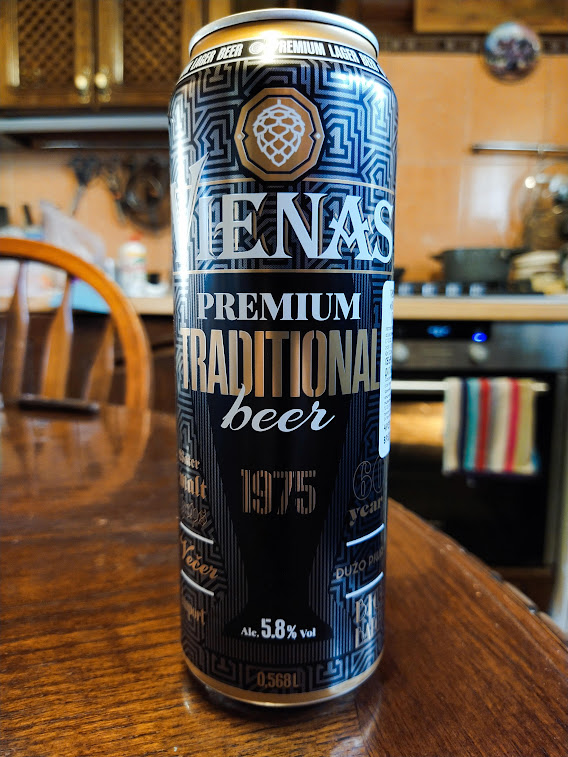 LAGER BEER PREMIUM LAGER BEER
VIENAS
PREMIUM
TRADITIONAL
beer
1975
years
Alc. 5.8% Vol
0,568L